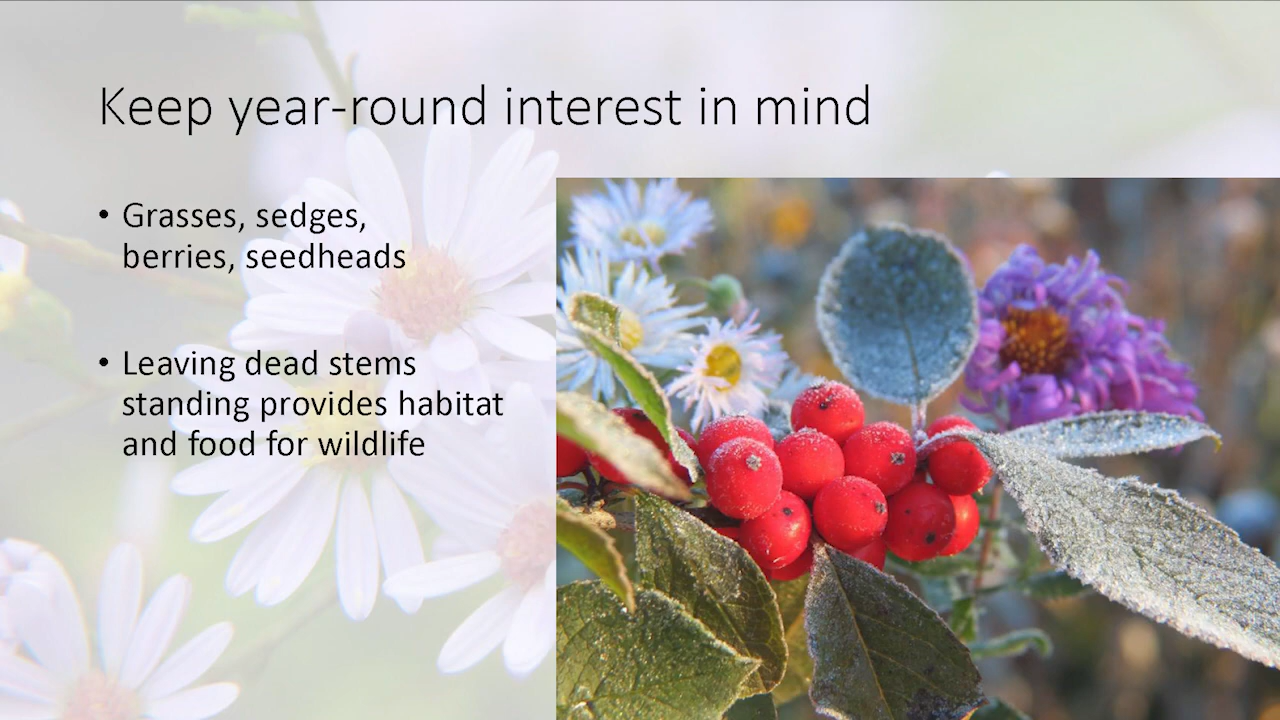 Keep year-round interest in mind
• Grasses, sedges,
berries, seedheads
• Leaving dead stems
standing provides habitat
and food for wildlife